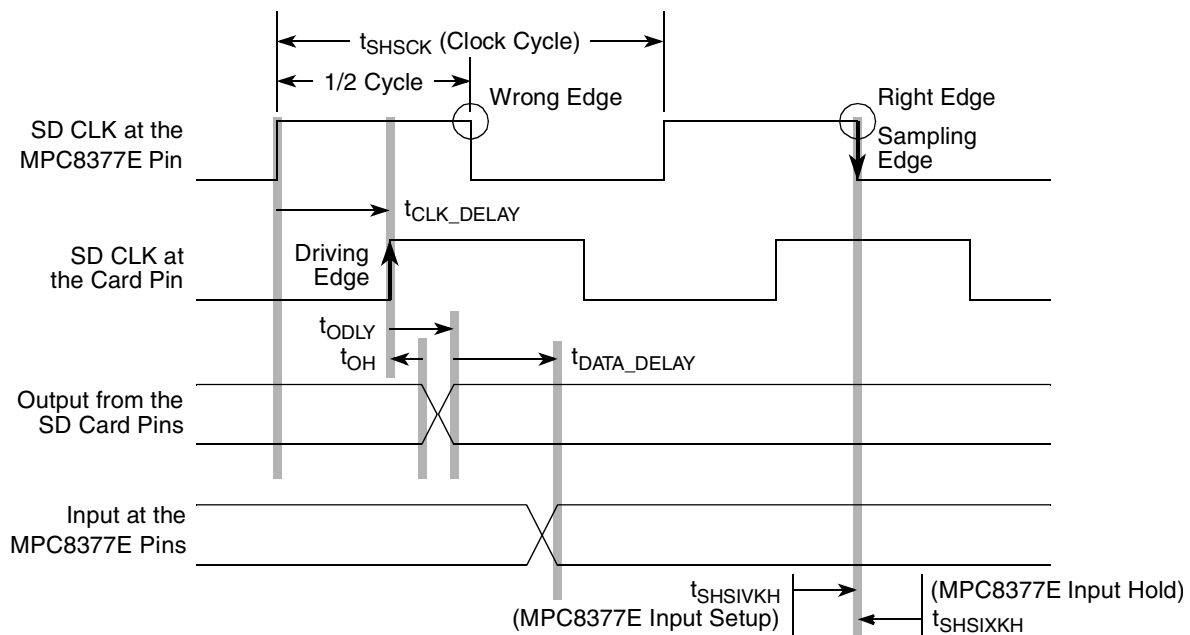 tSHSCK (Clock Cycle)
1/2 Cycle
Wrong Edge
Right Edge
SD CLK at the
MPC8377E Pin
Sampling
Edge
tCLK_DELAY
SD CLK at
the Card Pin
Driving
Edge
tODLY
tOH
tDATA_DELAY
Output from the
SD Card Pins
Input at the
MPC8377E Pins
tSHSIVKH
(MPC8377E Input Setup)
(MPC8377E Input Hold)
tSHSIXKH